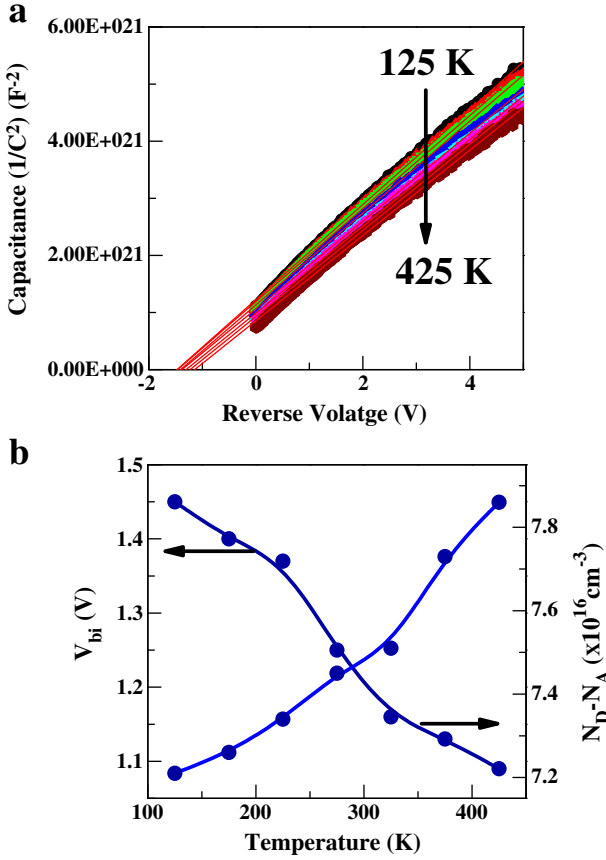 a
6.00E+021
4.00E+021
2.00E+021
0.00E+000
Capacitance (1/C²) (F⁻²)
125 K
425 K
-2 0 2 4
Reverse Volatge (V)
b
1.5
1.4
1.3
1.2
1.1
V_bi (V)
7.8
7.6
7.4
7.2
N_D-N_A (x10¹⁶cm⁻³)
100 200 300 400
Temperature (K)